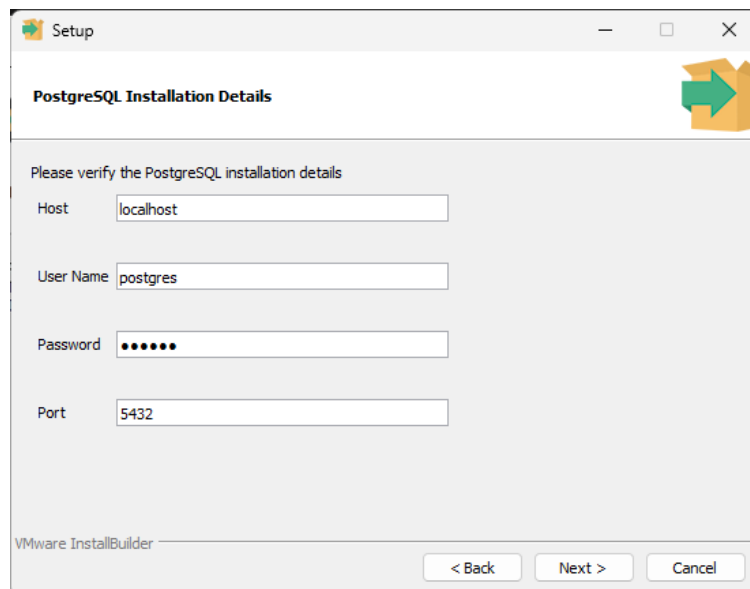 Setup
PostgreSQL Installation Details
Please verify the PostgreSQL installation details
Host localhost
User Name postgres
Password ••••••
Port 5432
VMware InstallBuilder
< Back Next > Cancel